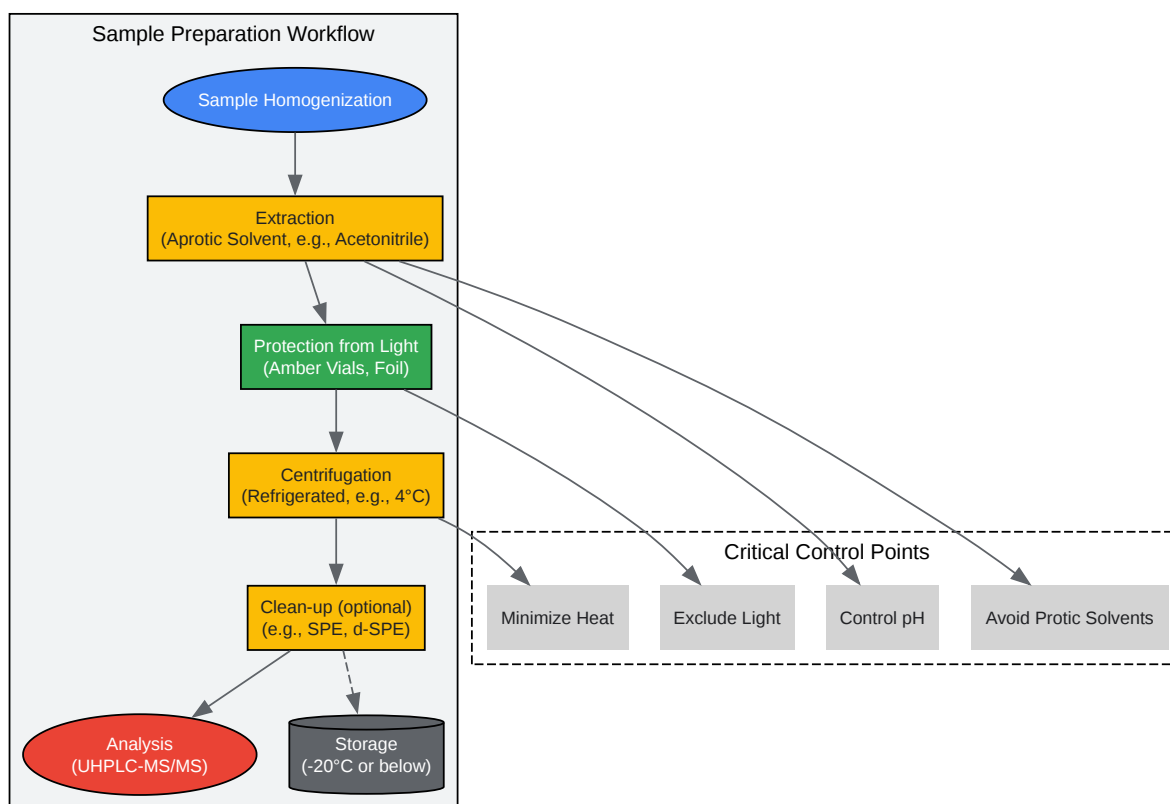 Sample Preparation Workflow
Sample Homogenization
Extraction
(Aprotic Solvent, e.g., Acetonitrile)
Protection from Light
(Amber Vials, Foil)
Centrifugation
(Refrigerated, e.g., 4°C)
Clean-up (optional)
(e.g., SPE, d-SPE)
Analysis
(UHPLC-MS/MS)
Storage
(-20°C or below)
Critical Control Points
Minimize Heat
Exclude Light
Control pH
Avoid Protic Solvents